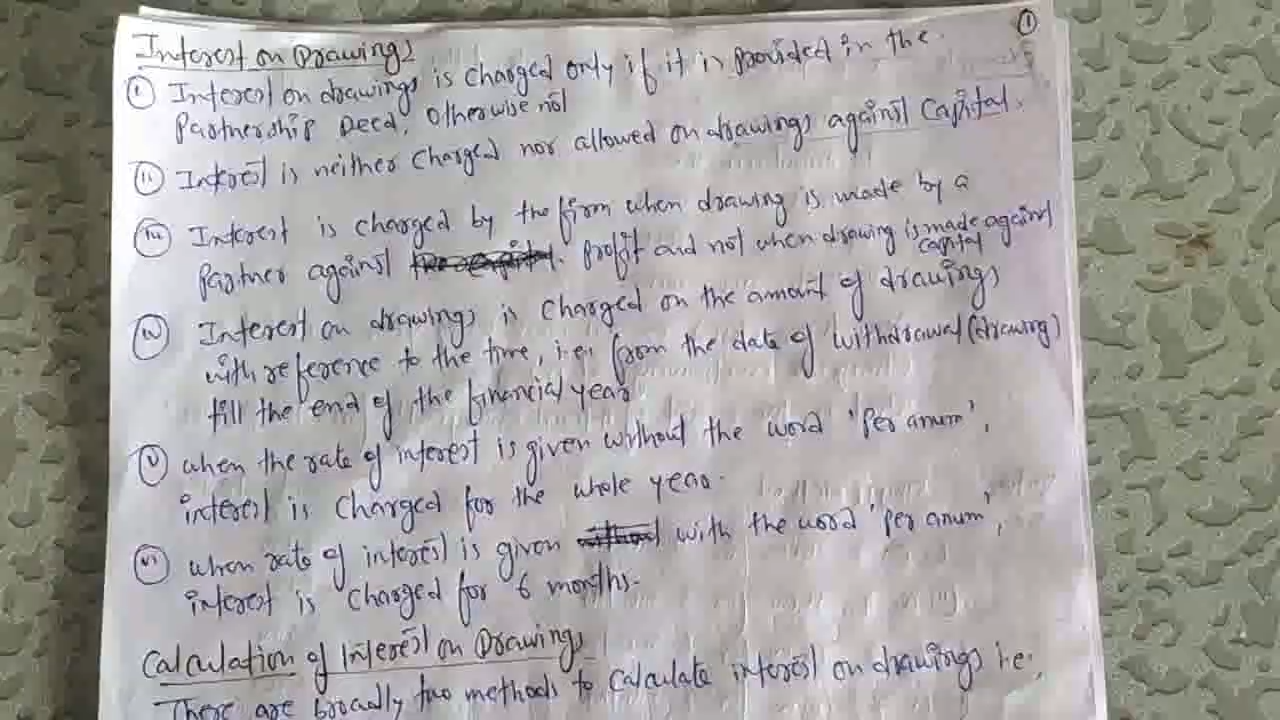 ①
Interest on Drawings
① Interest on drawings is charged only if it is provided in the
Partnership Deed, otherwise not
ⅱ Interest is neither charged nor allowed on drawings against Capital.
ⅲ Interest is charged by the firm when drawing is made by a
Partner against profit and not when drawing is made against
capital
ⅳ Interest on drawings is charged on the amount of drawings
with reference to the time, i.e. from the date of withdrawal (drawing)
till the end of the financial year
ⅴ when the rate of interest is given without the word 'Per anum',
interest is charged for the whole year.
ⅵ when rate of interest is given with the word 'per anum',
interest is charged for 6 months.
Calculation of Interest on Drawings
There are broadly two methods to calculate interest on drawings i.e.